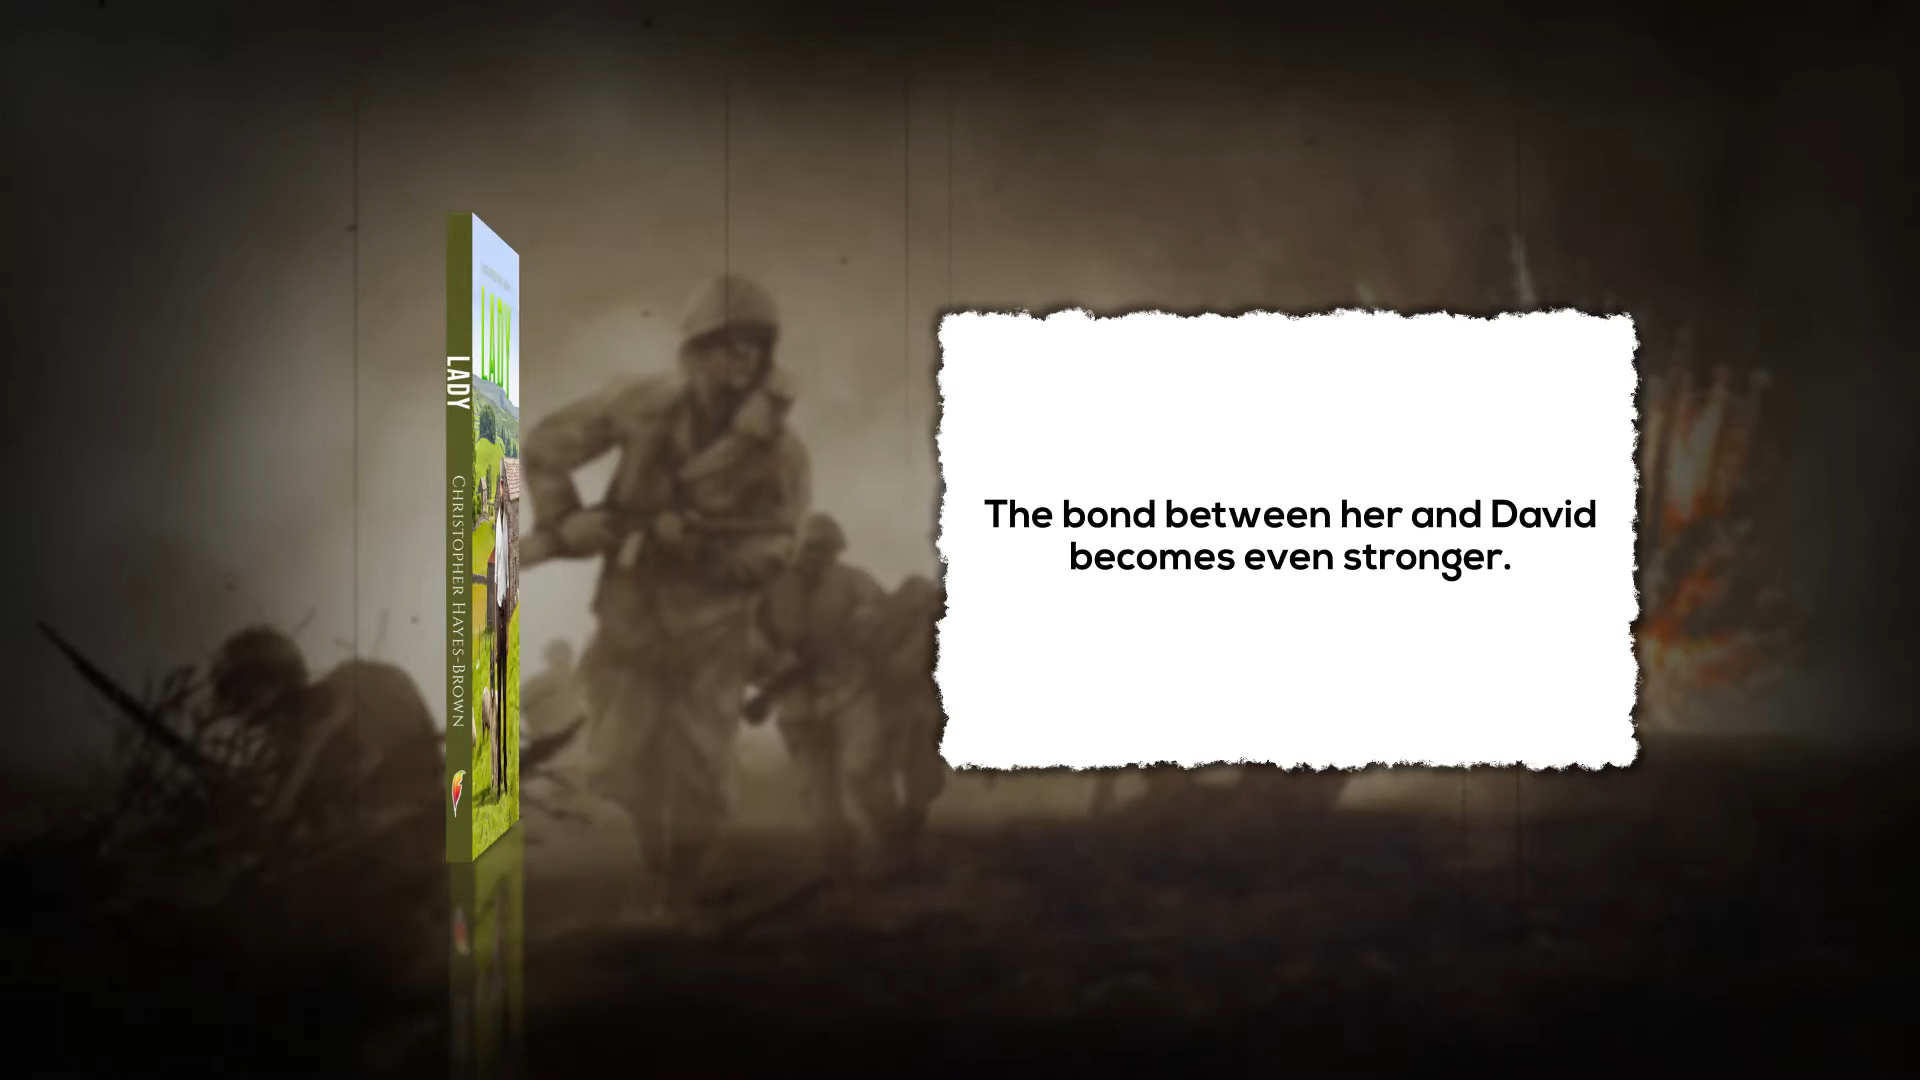 LADY
LADY
CHRISTOPHER HAYES-BROWN
The bond between her and David
becomes even stronger.